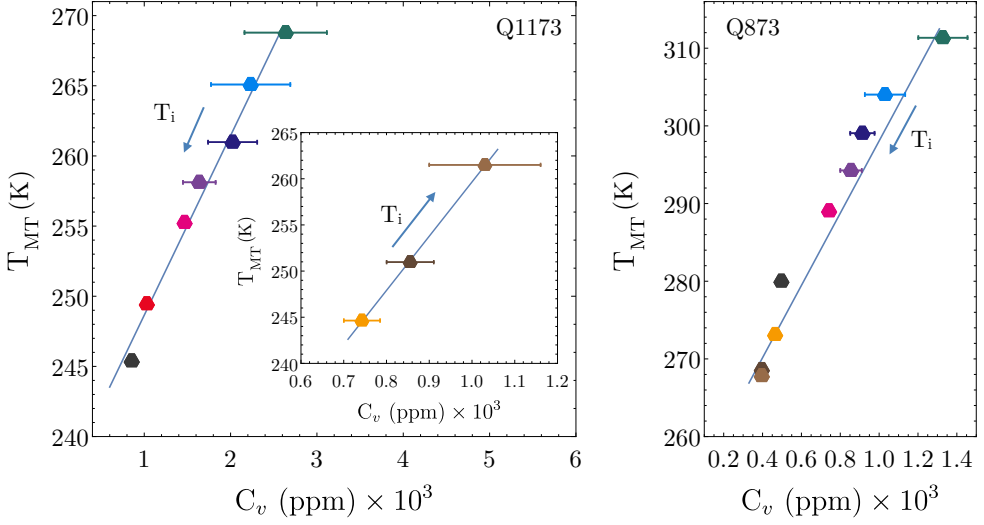 Q1173
270
265
260
255
250
245
240
T_MT (K)
T_i
1 2 3 4 5 6
C_v (ppm) × 10^3
265
260
255
250
245
240
T_MT (K)
T_i
0.6 0.7 0.8 0.9 1.0 1.1 1.2
C_v (ppm) × 10^3
Q873
310
300
290
280
270
260
T_MT (K)
T_i
0.2 0.4 0.6 0.8 1.0 1.2 1.4
C_v (ppm) × 10^3